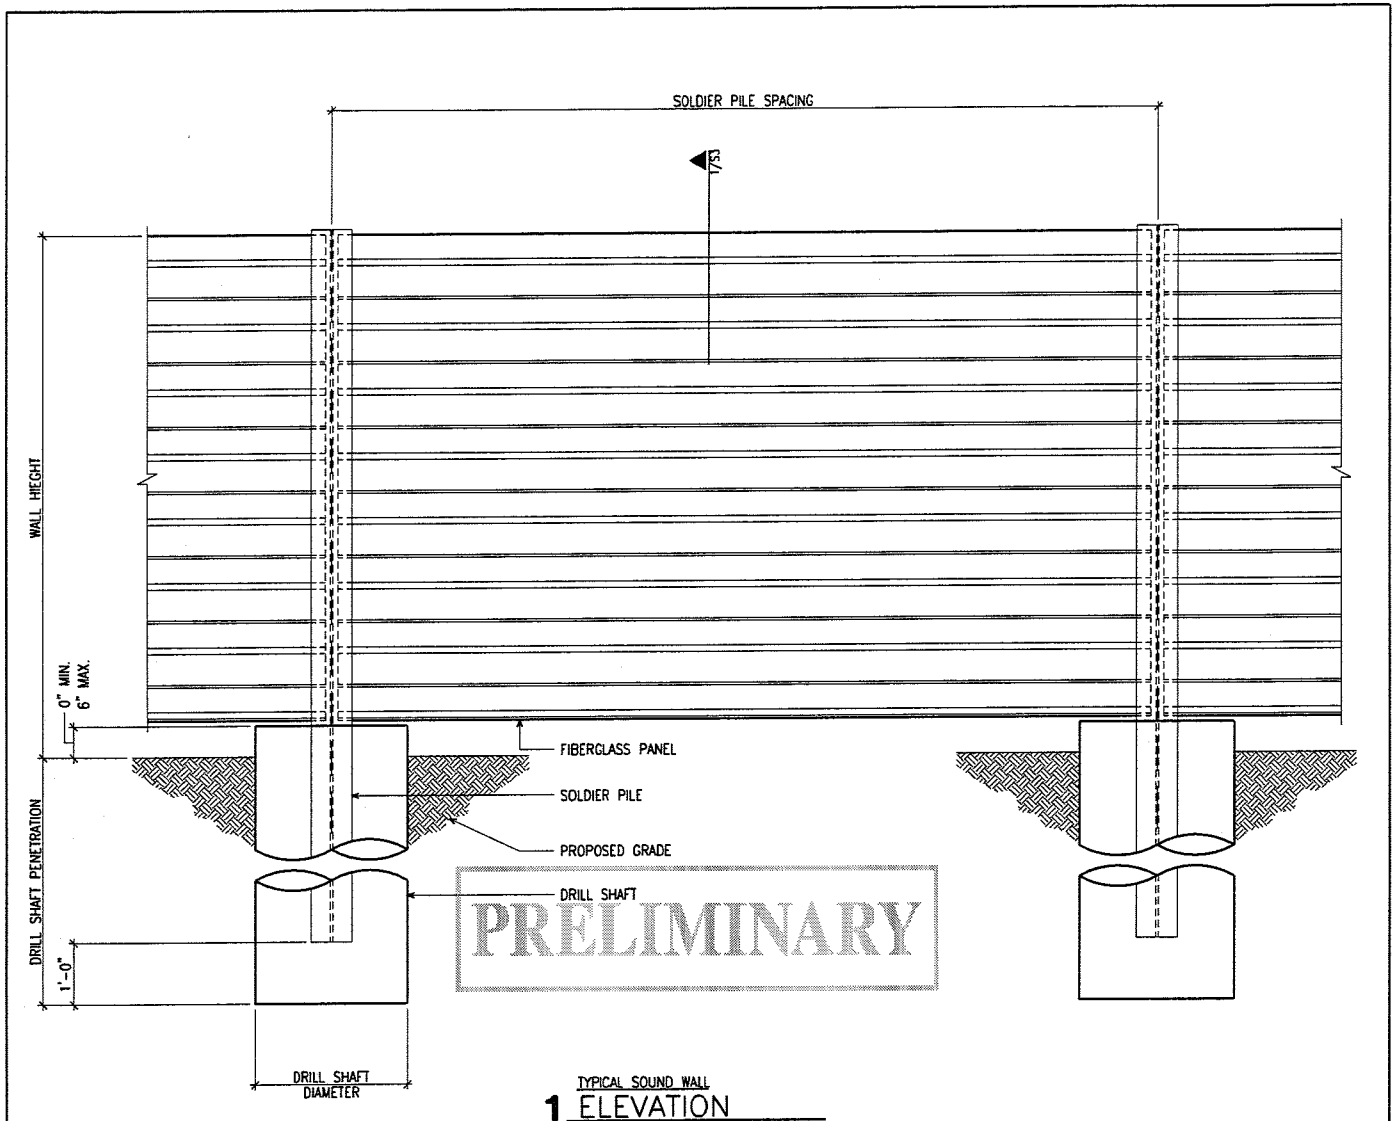 SOLDIER PILE SPACING
1/S3
WALL HIEGHT
0" MIN.
6" MAX.
FIBERGLASS PANEL
SOLDIER PILE
PROPOSED GRADE
DRILL SHAFT
PRELIMINARY
DRILL SHAFT PENETRATION
1'-0"
DRILL SHAFT
DIAMETER
TYPICAL SOUND WALL
1 ELEVATION